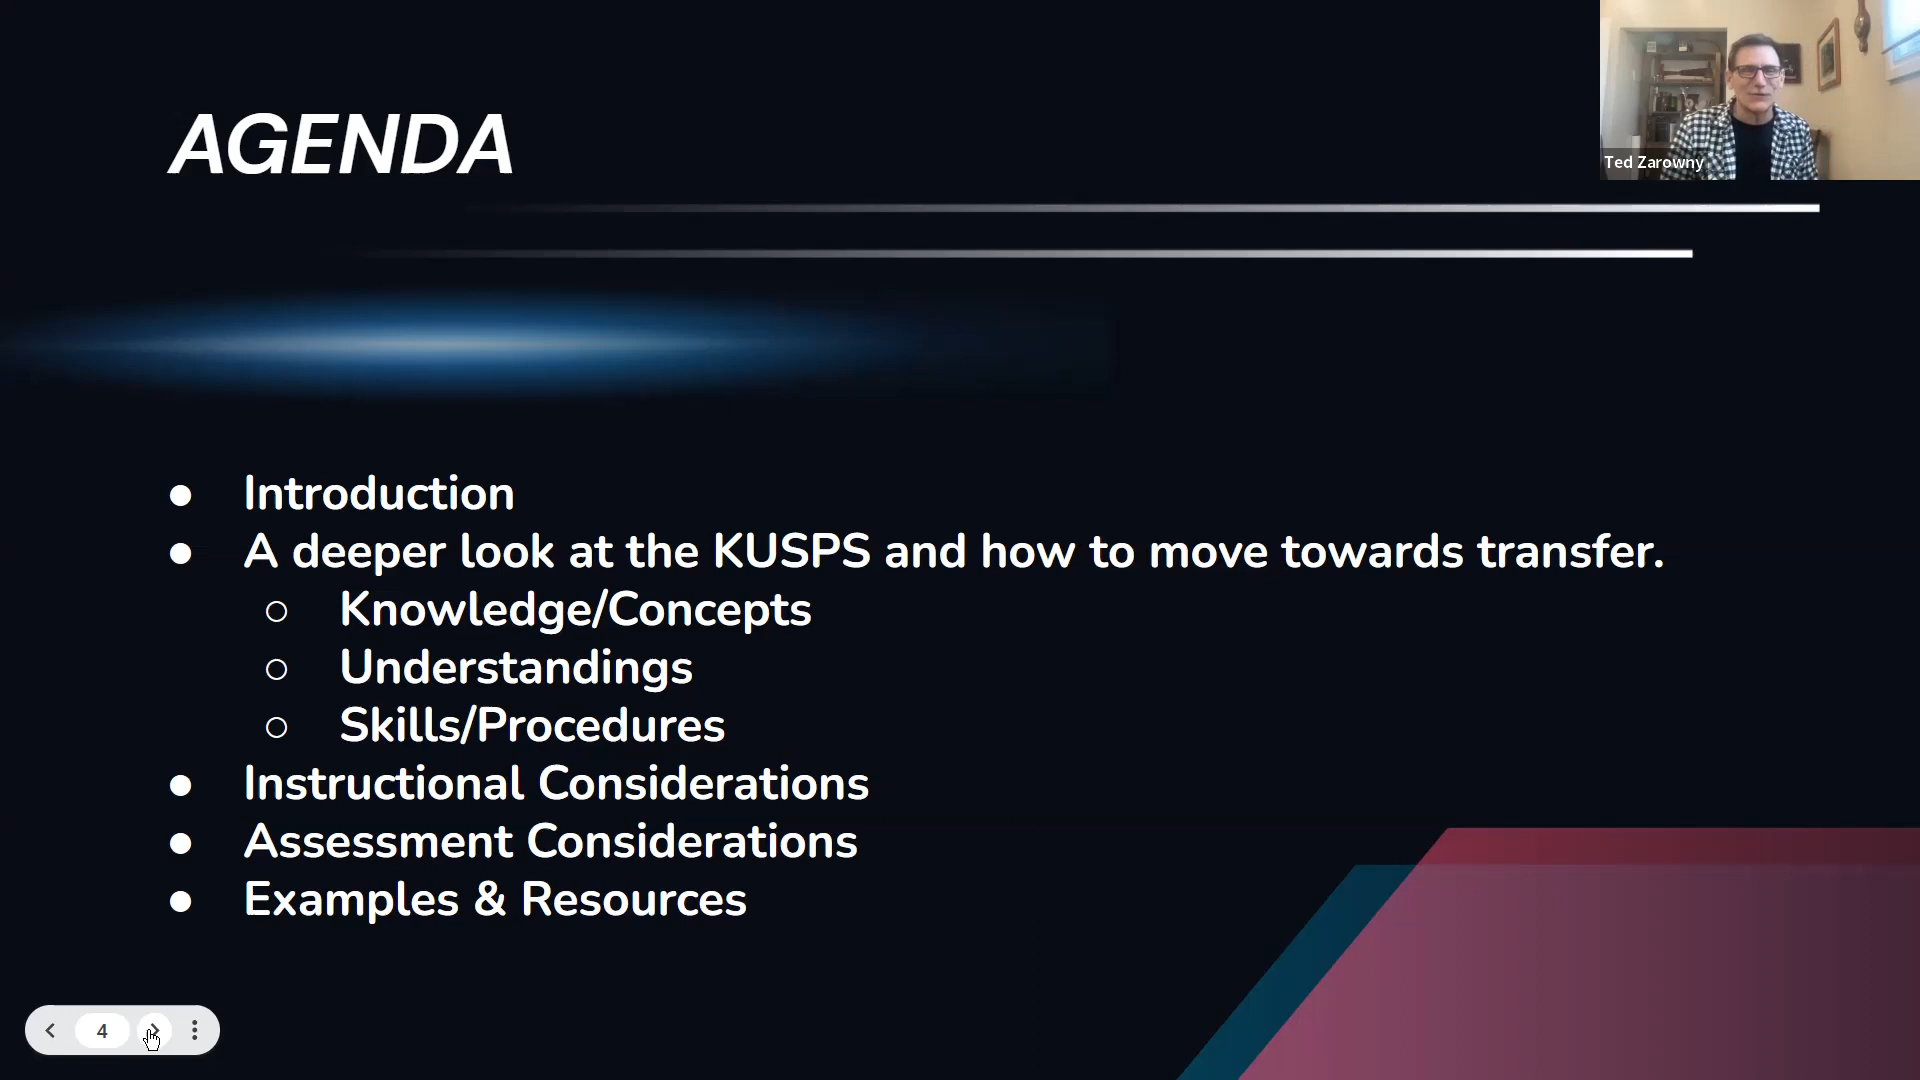 AGENDA
Ted Zarowny
● Introduction
● A deeper look at the KUSPS and how to move towards transfer.
○ Knowledge/Concepts
○ Understandings
○ Skills/Procedures
● Instructional Considerations
● Assessment Considerations
● Examples & Resources
4